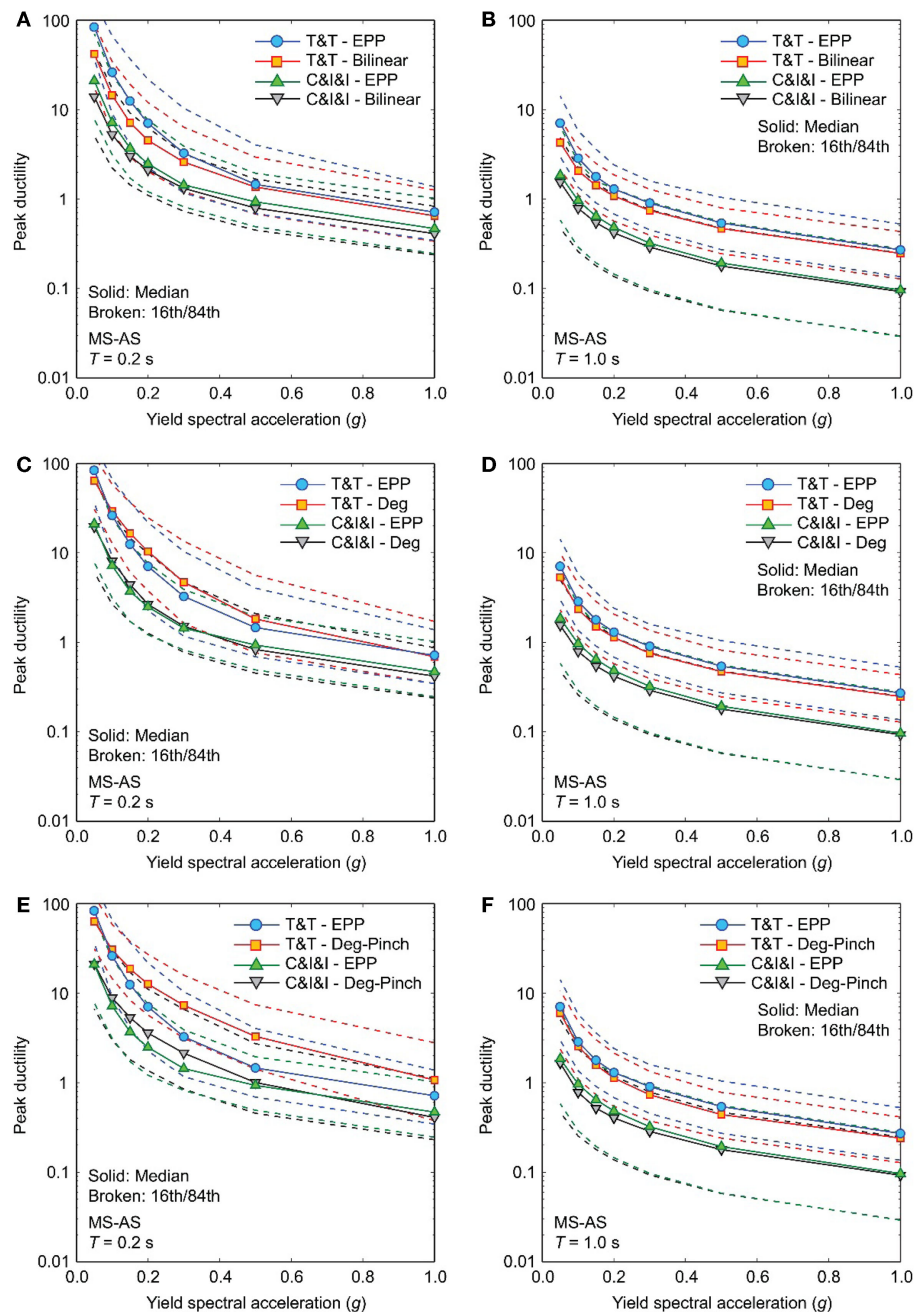 A
100
10
1
0.1
0.01
Peak ductility
T&T - EPP
T&T - Bilinear
C&I&I - EPP
C&I&I - Bilinear
Solid: Median
Broken: 16th/84th
MS-AS
T = 0.2 s
0.0 0.2 0.4 0.6 0.8 1.0
Yield spectral acceleration (g)
B
100
10
1
0.1
0.01
Peak ductility
T&T - EPP
T&T - Bilinear
C&I&I - EPP
C&I&I - Bilinear
Solid: Median
Broken: 16th/84th
MS-AS
T = 1.0 s
0.0 0.2 0.4 0.6 0.8 1.0
Yield spectral acceleration (g)
C
100
10
1
0.1
0.01
Peak ductility
T&T - EPP
T&T - Deg
C&I&I - EPP
C&I&I - Deg
Solid: Median
Broken: 16th/84th
MS-AS
T = 0.2 s
0.0 0.2 0.4 0.6 0.8 1.0
Yield spectral acceleration (g)
D
100
10
1
0.1
0.01
Peak ductility
T&T - EPP
T&T - Deg
C&I&I - EPP
C&I&I - Deg
Solid: Median
Broken: 16th/84th
MS-AS
T = 1.0 s
0.0 0.2 0.4 0.6 0.8 1.0
Yield spectral acceleration (g)
E
100
10
1
0.1
0.01
Peak ductility
T&T - EPP
T&T - Deg-Pinch
C&I&I - EPP
C&I&I - Deg-Pinch
Solid: Median
Broken: 16th/84th
MS-AS
T = 0.2 s
0.0 0.2 0.4 0.6 0.8 1.0
Yield spectral acceleration (g)
F
100
10
1
0.1
0.01
Peak ductility
T&T - EPP
T&T - Deg-Pinch
C&I&I - EPP
C&I&I - Deg-Pinch
Solid: Median
Broken: 16th/84th
MS-AS
T = 1.0 s
0.0 0.2 0.4 0.6 0.8 1.0
Yield spectral acceleration (g)